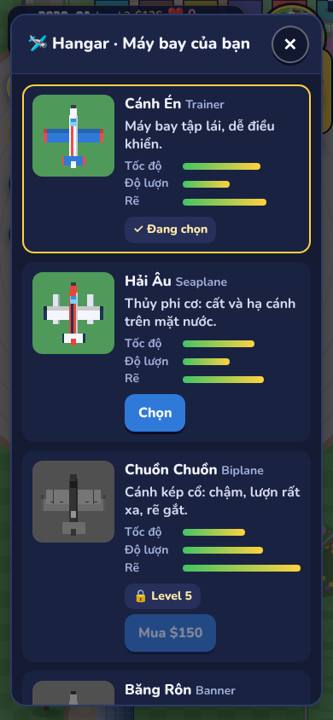 Hangar · Máy bay của bạn
Cánh Én Trainer
Máy bay tập lái, dễ điều
khiển.
Tốc độ
Độ lượn
Rẽ
✓ Đang chọn
Hải Âu Seaplane
Thủy phi cơ: cất và hạ cánh
trên mặt nước.
Tốc độ
Độ lượn
Rẽ
Chọn
Chuồn Chuồn Biplane
Cánh kép cổ: chậm, lượn rất
xa, rẽ gắt.
Tốc độ
Độ lượn
Rẽ
🔒 Level 5
Mua $150
Băng Rôn Banner